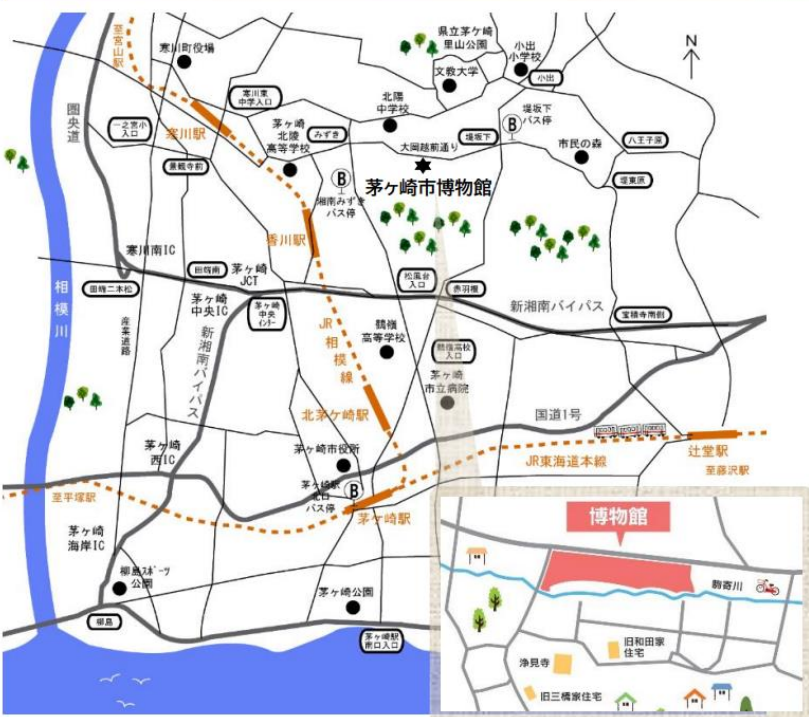 至宮山駅
寒川町役場
県立茅ケ崎
里山公園
小出
小学校
N
文教大学
小出
圏央道
一之宮小
入口
寒川駅
寒川東
中学入口
北陽
中学校
堤坂下
バス停
B
茅ヶ崎
北陵
高等学校
みずき
大岡越前通り
堤坂下
市民の森
八王子原
景観寺前
B
湘南みずき
バス停
茅ヶ崎市博物館
堤東原
香川駅
寒川南IC
田端南
茅ヶ崎
JCT
松風台
入口
赤羽根
田端二本松
相模川
産業道路
茅ヶ崎
中央IC
茅ヶ崎
中央
インター
新湘南バイパス
新湘南バイパス
宝積寺南側
JR相模線
鶴嶺
高等学校
鶴嶺高校
入口
茅ヶ崎
市立病院
北茅ケ崎駅
国道1号
茅ヶ崎
西IC
茅ヶ崎市役所
JR東海道本線
辻堂駅
至藤沢駅
至平塚駅
茅ヶ崎駅
北口
バス停
B
茅ケ崎駅
茅ヶ崎
海岸IC
柳島スポーツ
公園
茅ヶ崎公園
柳島
茅ヶ崎駅
南口入口
博物館
駒寄川
旧和田家
住宅
浄見寺
旧三橋家住宅